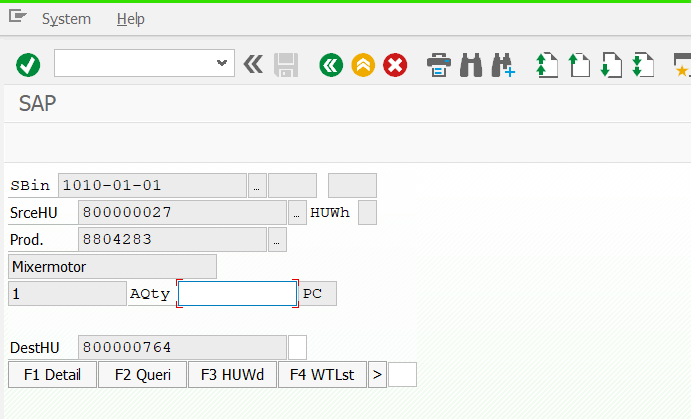 System Help
SAP
SBin 1010-01-01 ...
SrceHU 800000027 ... HUWh
Prod. 8804283 ...
Mixermotor
1 AQty PC
DestHU 800000764
F1 Detail F2 Queri F3 HUWd F4 WTLst >